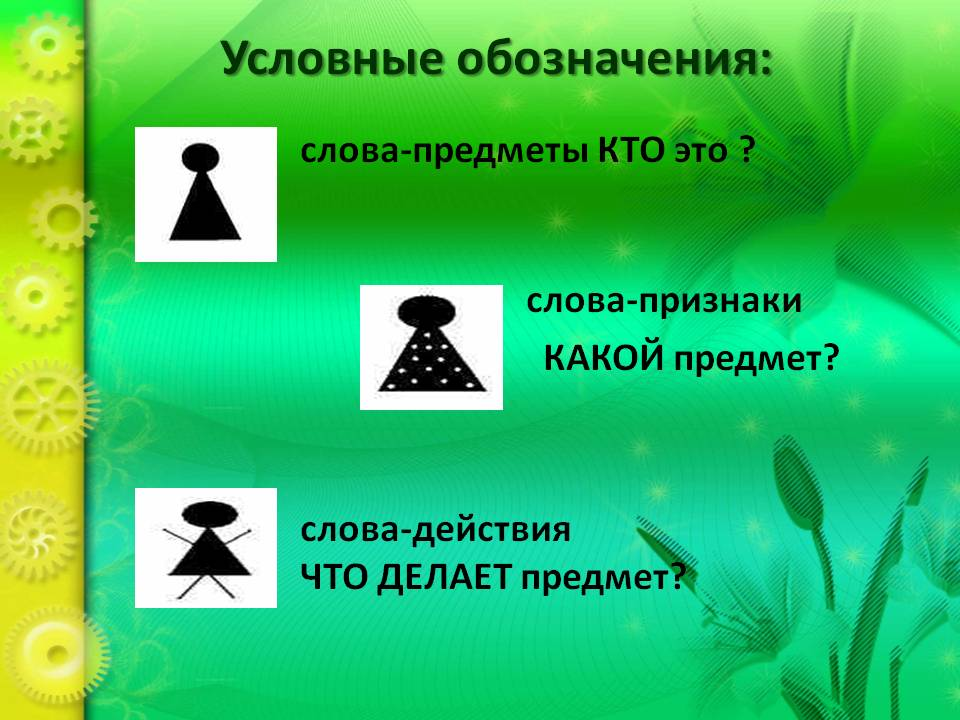 Условные обозначения:
слова-предметы КТО это ?
слова-признаки
КАКОЙ предмет?
слова-действия
ЧТО ДЕЛАЕТ предмет?